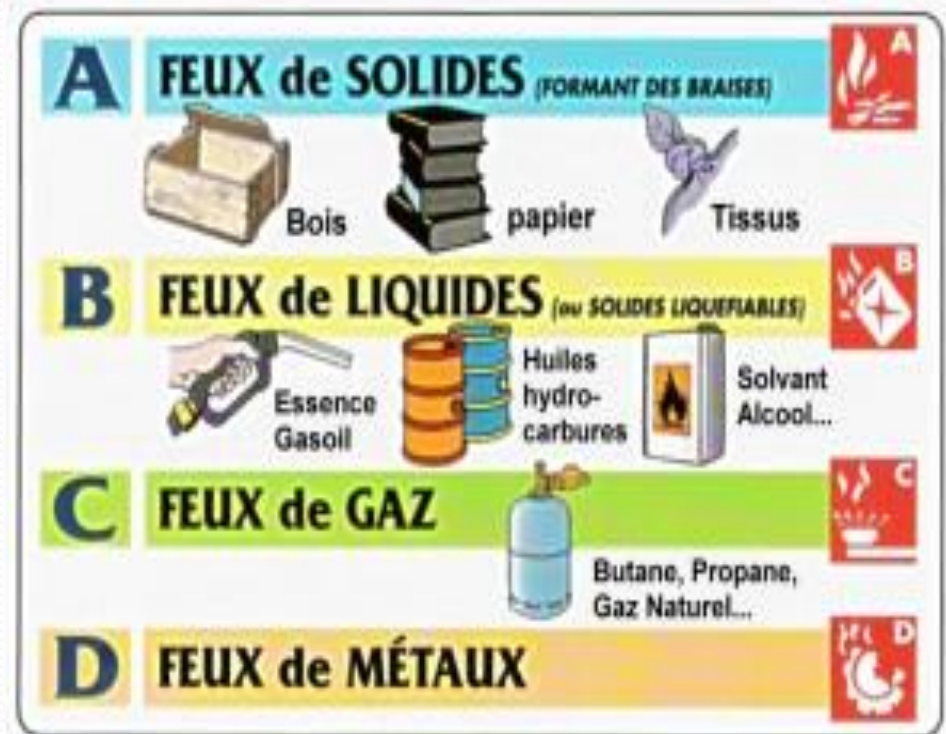 A FEUX de SOLIDES (FORMANT DES BRAISES) A
Bois papier Tissus
B FEUX de LIQUIDES (ou SOLIDES LIQUEFIABLES) B
Essence
Gasoil
Huiles
hydro-
carbures
Solvant
Alcool...
C FEUX de GAZ C
Butane, Propane,
Gaz Naturel...
D FEUX de MÉTAUX D